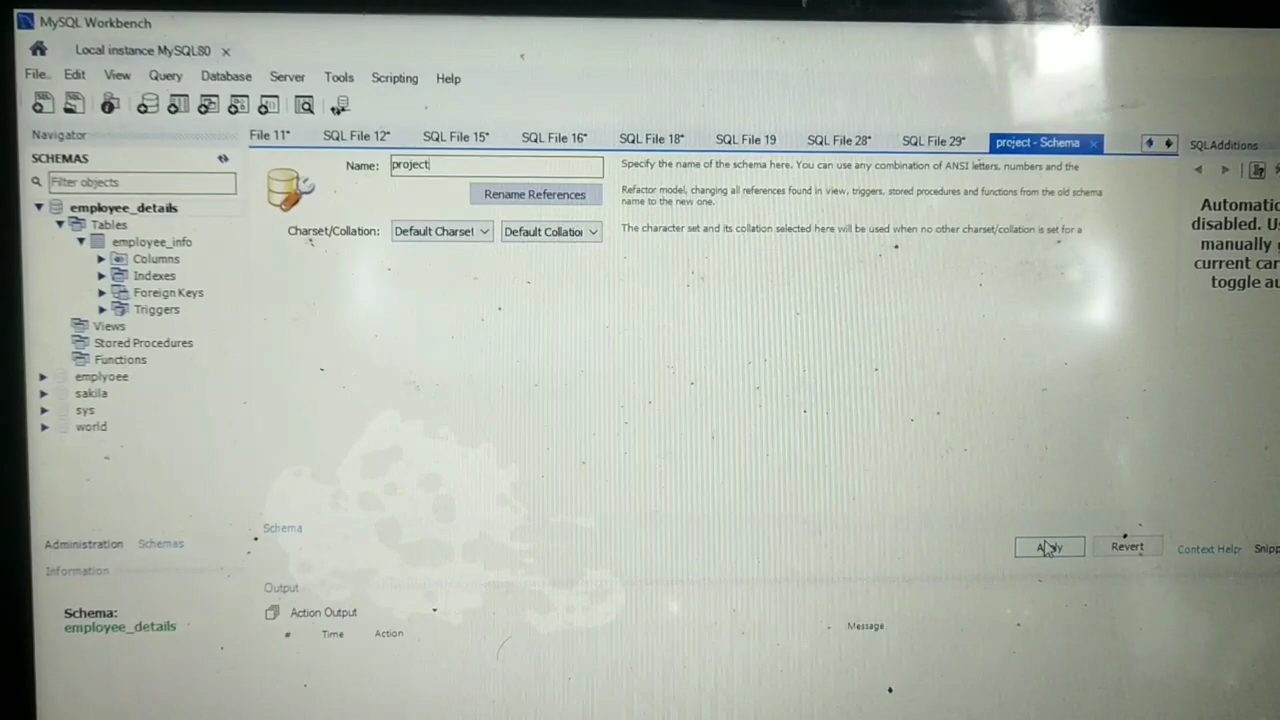 MySQL Workbench
Local instance MySQL80
File Edit View Query Database Server Tools Scripting Help
Navigator
File 11* SQL File 12* SQL File 15* SQL File 16* SQL File 18* SQL File 19 SQL File 28* SQL File 29* project - Schema SQLAdditions
SCHEMAS
Filter objects
employee_details
Tables
employee_info
Columns
Indexes
Foreign Keys
Triggers
Views
Stored Procedures
Functions
emplyoee
sakila
sys
world
Name: project
Specify the name of the schema here. You can use any combination of ANSI letters, numbers and the
Rename References
Refactor model, changing all references found in view, triggers, stored procedures and functions from the old schema
name to the new one.
Charset/Collation: Default Charset Default Collation
The character set and its collation selected here will be used when no other charset/collation is set for a
Automatic
disabled. U
manually
current car
toggle au
Schema
Apply Revert
Administration Schemas
Context Help Snipp
Information
Schema:
employee_details
Output
Action Output
# Time Action Message